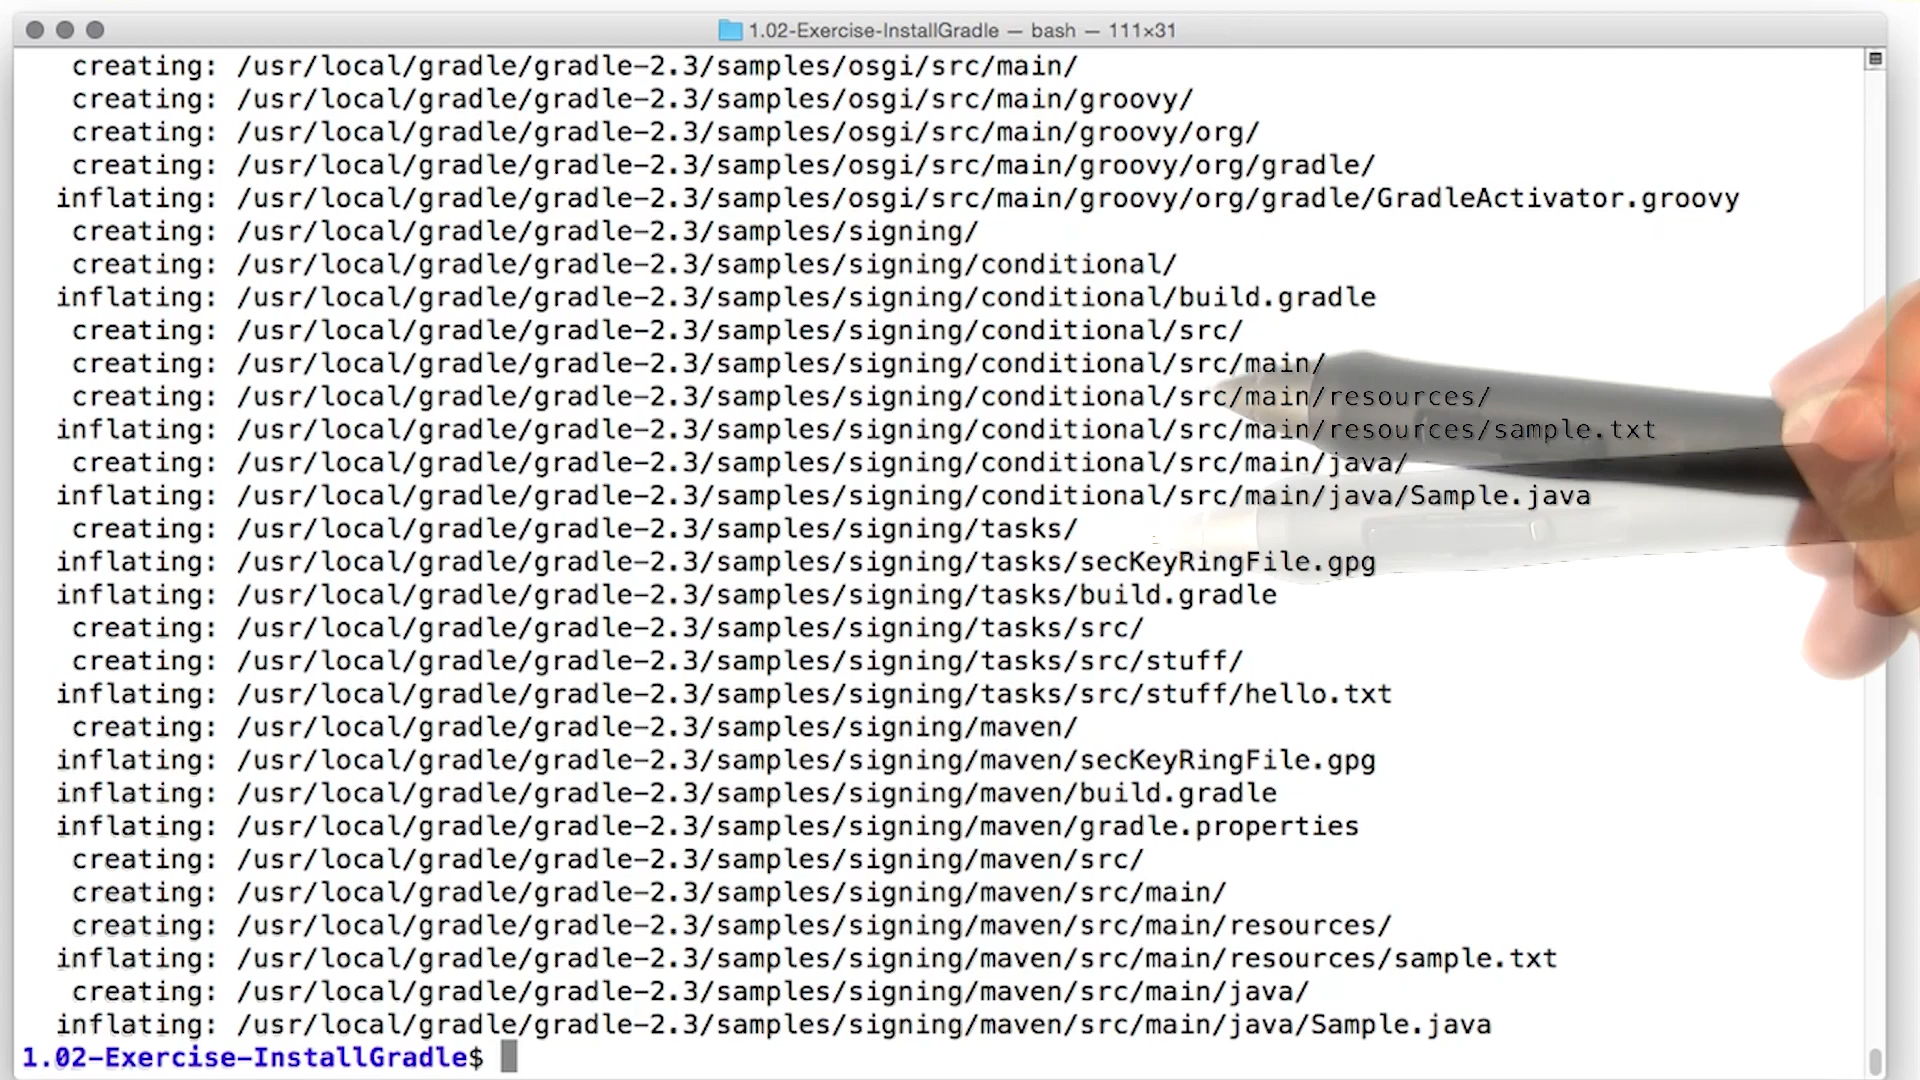 1.02-Exercise-InstallGradle — bash — 111×31
creating: /usr/local/gradle/gradle-2.3/samples/osgi/src/main/
creating: /usr/local/gradle/gradle-2.3/samples/osgi/src/main/groovy/
creating: /usr/local/gradle/gradle-2.3/samples/osgi/src/main/groovy/org/
creating: /usr/local/gradle/gradle-2.3/samples/osgi/src/main/groovy/org/gradle/
inflating: /usr/local/gradle/gradle-2.3/samples/osgi/src/main/groovy/org/gradle/GradleActivator.groovy
creating: /usr/local/gradle/gradle-2.3/samples/signing/
creating: /usr/local/gradle/gradle-2.3/samples/signing/conditional/
inflating: /usr/local/gradle/gradle-2.3/samples/signing/conditional/build.gradle
creating: /usr/local/gradle/gradle-2.3/samples/signing/conditional/src/
creating: /usr/local/gradle/gradle-2.3/samples/signing/conditional/src/main/
creating: /usr/local/gradle/gradle-2.3/samples/signing/conditional/src/main/resources/
inflating: /usr/local/gradle/gradle-2.3/samples/signing/conditional/src/main/resources/sample.txt
creating: /usr/local/gradle/gradle-2.3/samples/signing/conditional/src/main/java/
inflating: /usr/local/gradle/gradle-2.3/samples/signing/conditional/src/main/java/Sample.java
creating: /usr/local/gradle/gradle-2.3/samples/signing/tasks/
inflating: /usr/local/gradle/gradle-2.3/samples/signing/tasks/secKeyRingFile.gpg
inflating: /usr/local/gradle/gradle-2.3/samples/signing/tasks/build.gradle
creating: /usr/local/gradle/gradle-2.3/samples/signing/tasks/src/
creating: /usr/local/gradle/gradle-2.3/samples/signing/tasks/src/stuff/
inflating: /usr/local/gradle/gradle-2.3/samples/signing/tasks/src/stuff/hello.txt
creating: /usr/local/gradle/gradle-2.3/samples/signing/maven/
inflating: /usr/local/gradle/gradle-2.3/samples/signing/maven/secKeyRingFile.gpg
inflating: /usr/local/gradle/gradle-2.3/samples/signing/maven/build.gradle
inflating: /usr/local/gradle/gradle-2.3/samples/signing/maven/gradle.properties
creating: /usr/local/gradle/gradle-2.3/samples/signing/maven/src/
creating: /usr/local/gradle/gradle-2.3/samples/signing/maven/src/main/
creating: /usr/local/gradle/gradle-2.3/samples/signing/maven/src/main/resources/
inflating: /usr/local/gradle/gradle-2.3/samples/signing/maven/src/main/resources/sample.txt
creating: /usr/local/gradle/gradle-2.3/samples/signing/maven/src/main/java/
inflating: /usr/local/gradle/gradle-2.3/samples/signing/maven/src/main/java/Sample.java
1.02-Exercise-InstallGradle$